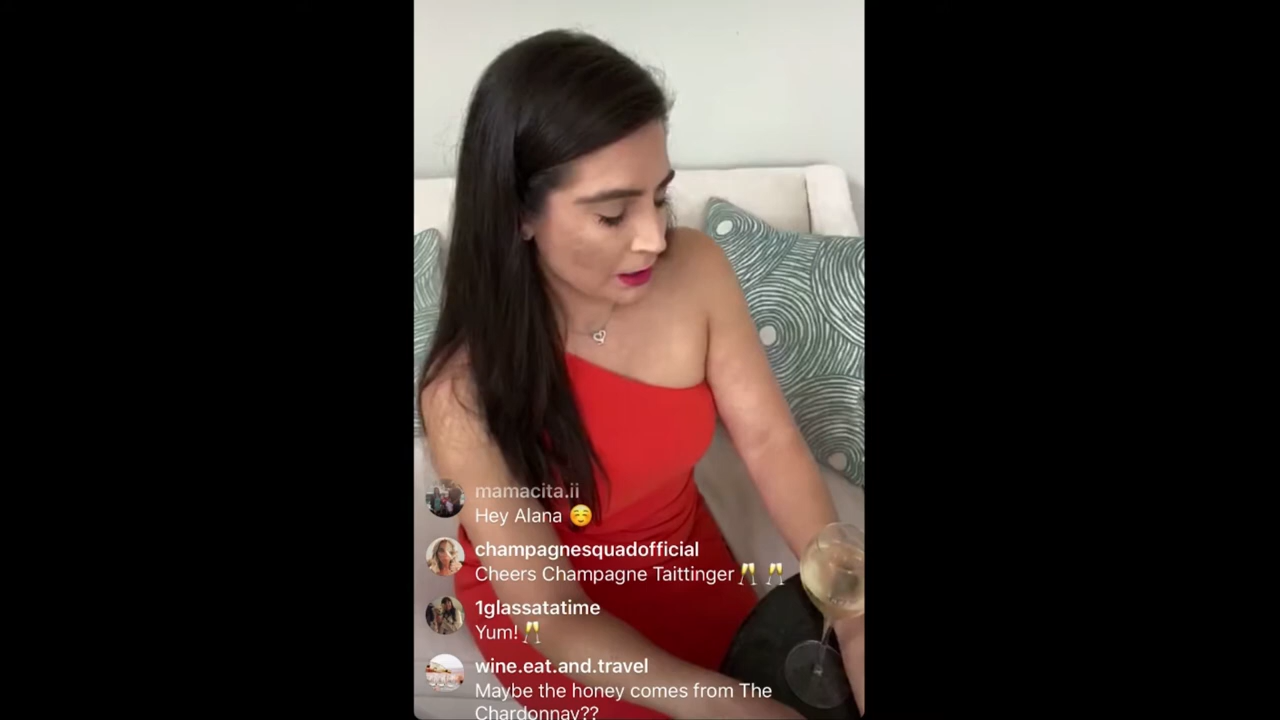 mamacita.ii
Hey Alana ☺️
champagnesquadofficial
Cheers Champagne Taittinger🥂 🥂
1glassatatime
Yum!🥂
wine.eat.and.travel
Maybe the honey comes from The
Chardonnay??